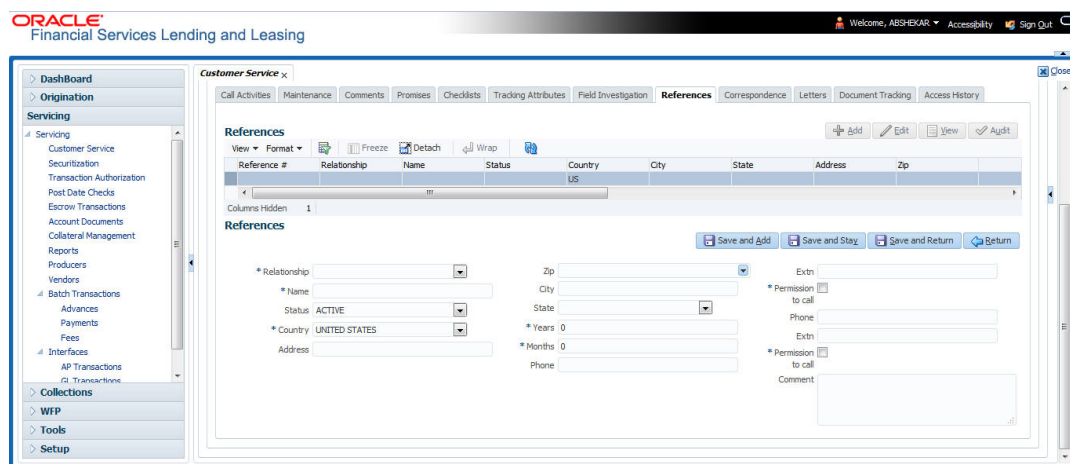 ORACLE
Financial Services Lending and Leasing
Welcome, ABSHEKAR Accessibility Sign Out
Close
DashBoard
Origination
Servicing
Servicing
Customer Service
Securitization
Transaction Authorization
Post Date Checks
Escrow Transactions
Account Documents
Collateral Management
Reports
Producers
Vendors
Batch Transactions
Advances
Payments
Fees
Interfaces
AP Transactions
GL Transactions
Collections
WFP
Tools
Setup
Customer Service x
Call Activities Maintenance Comments Promises Checklists Tracking Attributes Field Investigation References Correspondence Letters Document Tracking Access History
References
Add Edit View Audit
View Format Freeze Detach Wrap
Reference # Relationship Name Status Country City State Address Zip
US
Columns Hidden 1
References
Save and Add Save and Stay Save and Return Return
* Relationship
* Name
Status ACTIVE
* Country UNITED STATES
Address
Zip
City
State
* Years 0
* Months 0
Phone
Extn
* Permission
to call
Phone
Extn
* Permission
to call
Comment